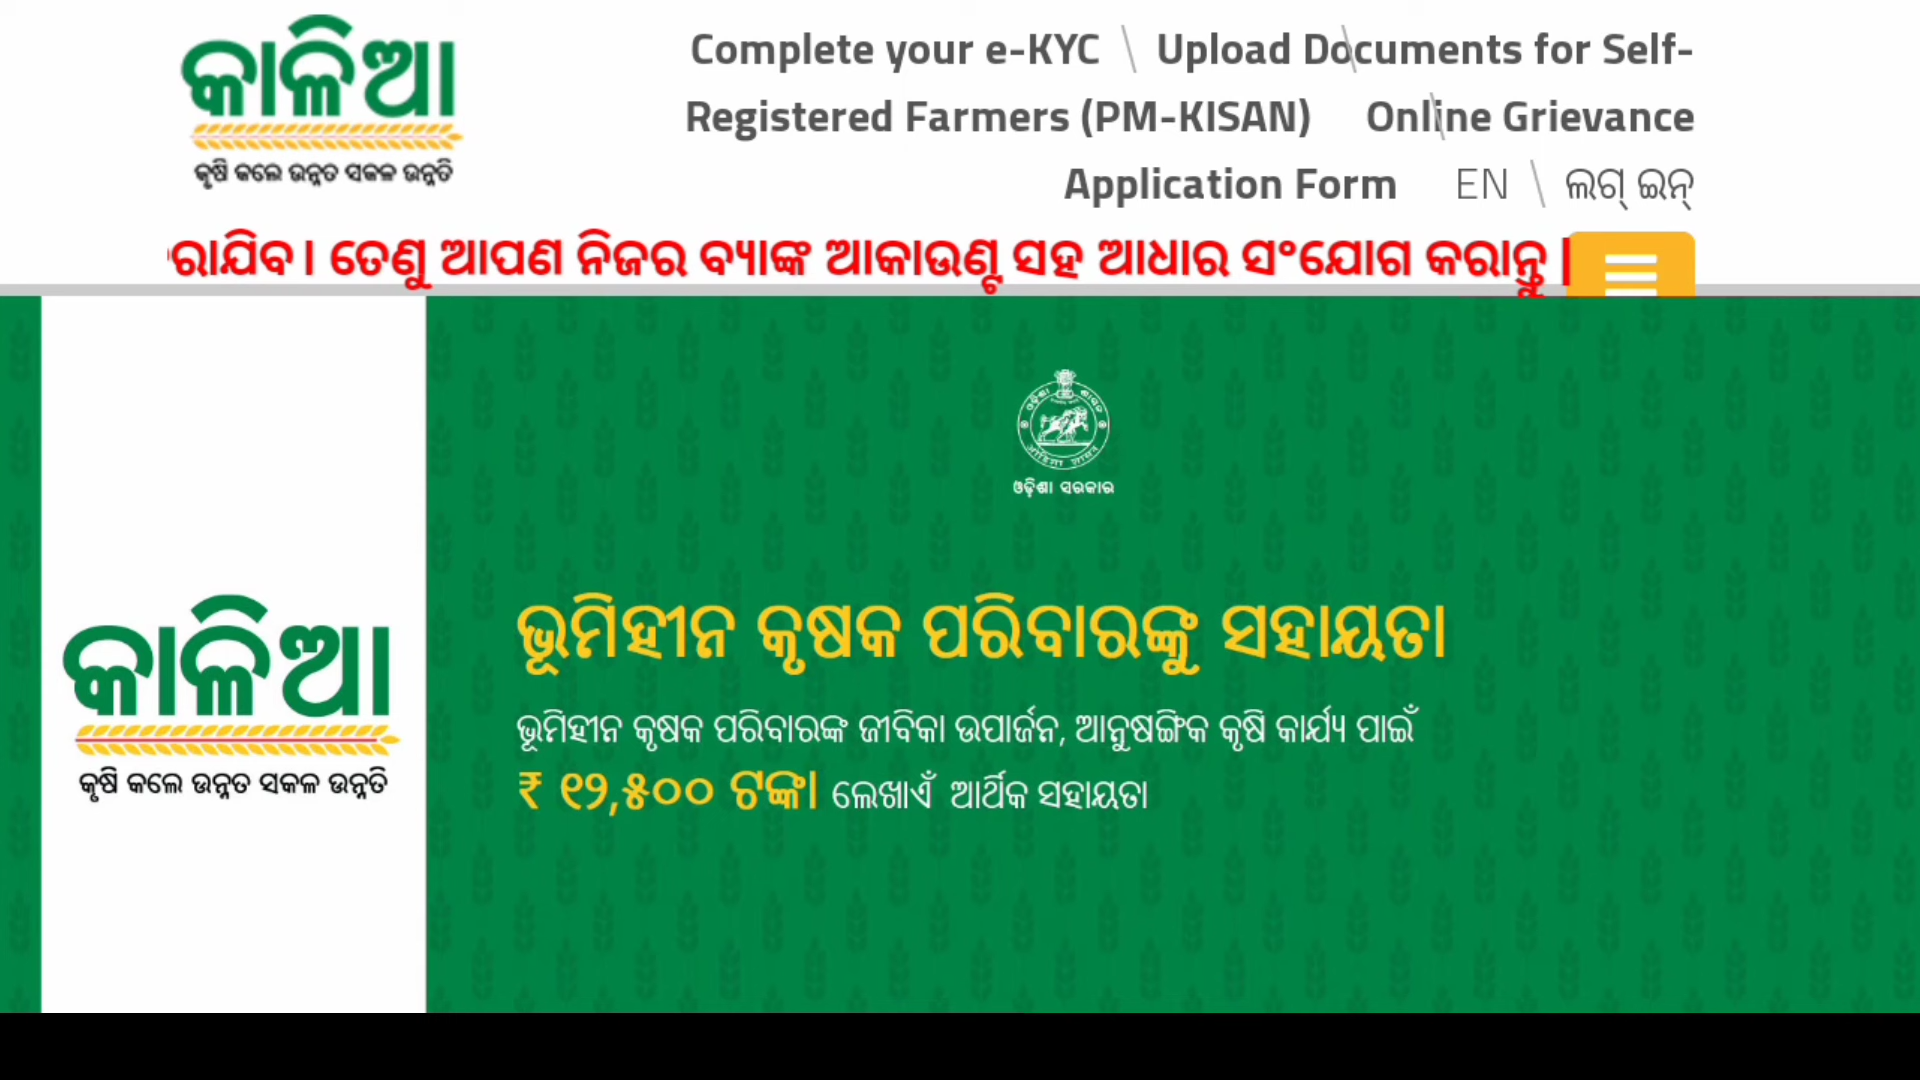 କାଳିଆ
କୃଷି କଲେ ଉନ୍ନତ ସକଳ ଉନ୍ନତି
Complete your e-KYC \ Upload Documents for Self-
Registered Farmers (PM-KISAN) Online Grievance
Application Form EN \ ଲଗ୍ ଇନ୍
ରାଯିବ । ତେଣୁ ଆପଣ ନିଜର ବ୍ୟାଙ୍କ ଆକାଉଣ୍ଟ ସହ ଆଧାର ସଂଯୋଗ କରାନ୍ତୁ |
ଓଡ଼ିଶା ସରକାର
କାଳିଆ
କୃଷି କଲେ ଉନ୍ନତ ସକଳ ଉନ୍ନତି
ଭୂମିହୀନ କୃଷକ ପରିବାରଙ୍କୁ ସହାୟତା
ଭୂମିହୀନ କୃଷକ ପରିବାରଙ୍କ ଜୀବିକା ଉପାର୍ଜନ, ଆନୁଷଙ୍ଗିକ କୃଷି କାର୍ଯ୍ୟ ପାଇଁ
₹ ୧୨,୫୦୦ ଟଙ୍କା ଲେଖାଏଁ ଆର୍ଥିକ ସହାୟତା